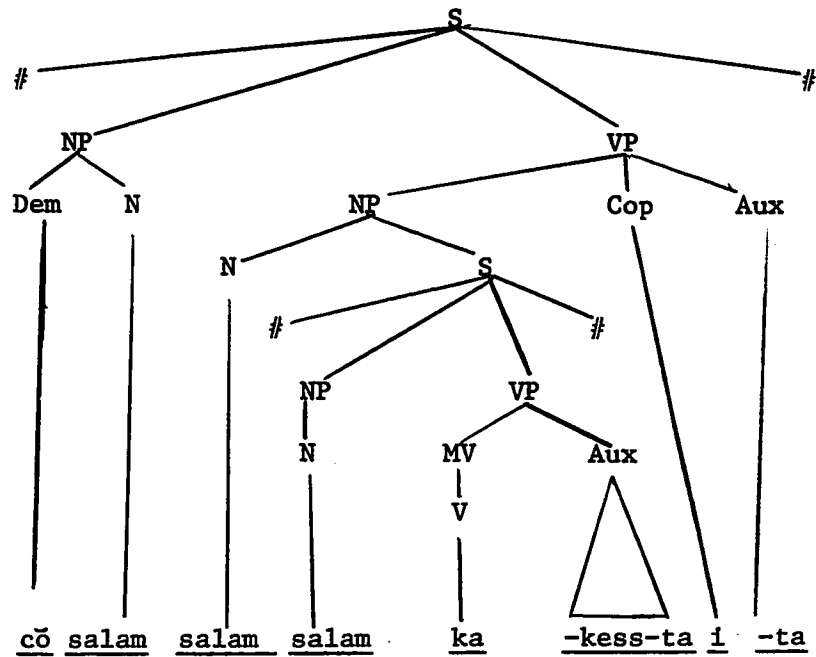 S
# #
NP VP
Dem N NP Cop Aux
N S
# #
NP VP
N MV Aux
V
cŏ salam salam salam ka -kess-ta i -ta